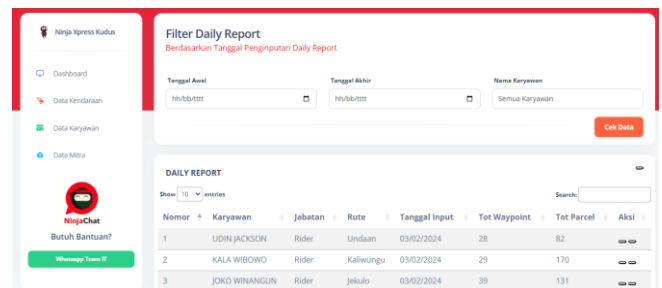 Ninja Xpress Kudus
Dashboard
Data Kendaraan
Data Karyawan
Data Mitra
NinjaChat
Butuh Bantuan?
Whatsapp Team IT
Filter Daily Report
Berdasarkan Tanggal Penginputan Daily Report
Tanggal Awal Tanggal Akhir Nama Karyawan
hh/bb/tttt hh/bb/tttt Semua Karyawan
Cek Data
DAILY REPORT
Show 10 entries Search:
Nomor Karyawan Jabatan Rute Tanggal Input Tot Waypoint Tot Parcel Aksi
1 UDIN JACKSON Rider Undaan 03/02/2024 28 82
2 KALA WIBOWO Rider Kaliwungu 03/02/2024 29 170
3 JOKO WINANGUN Rider Jekulo 03/02/2024 39 131